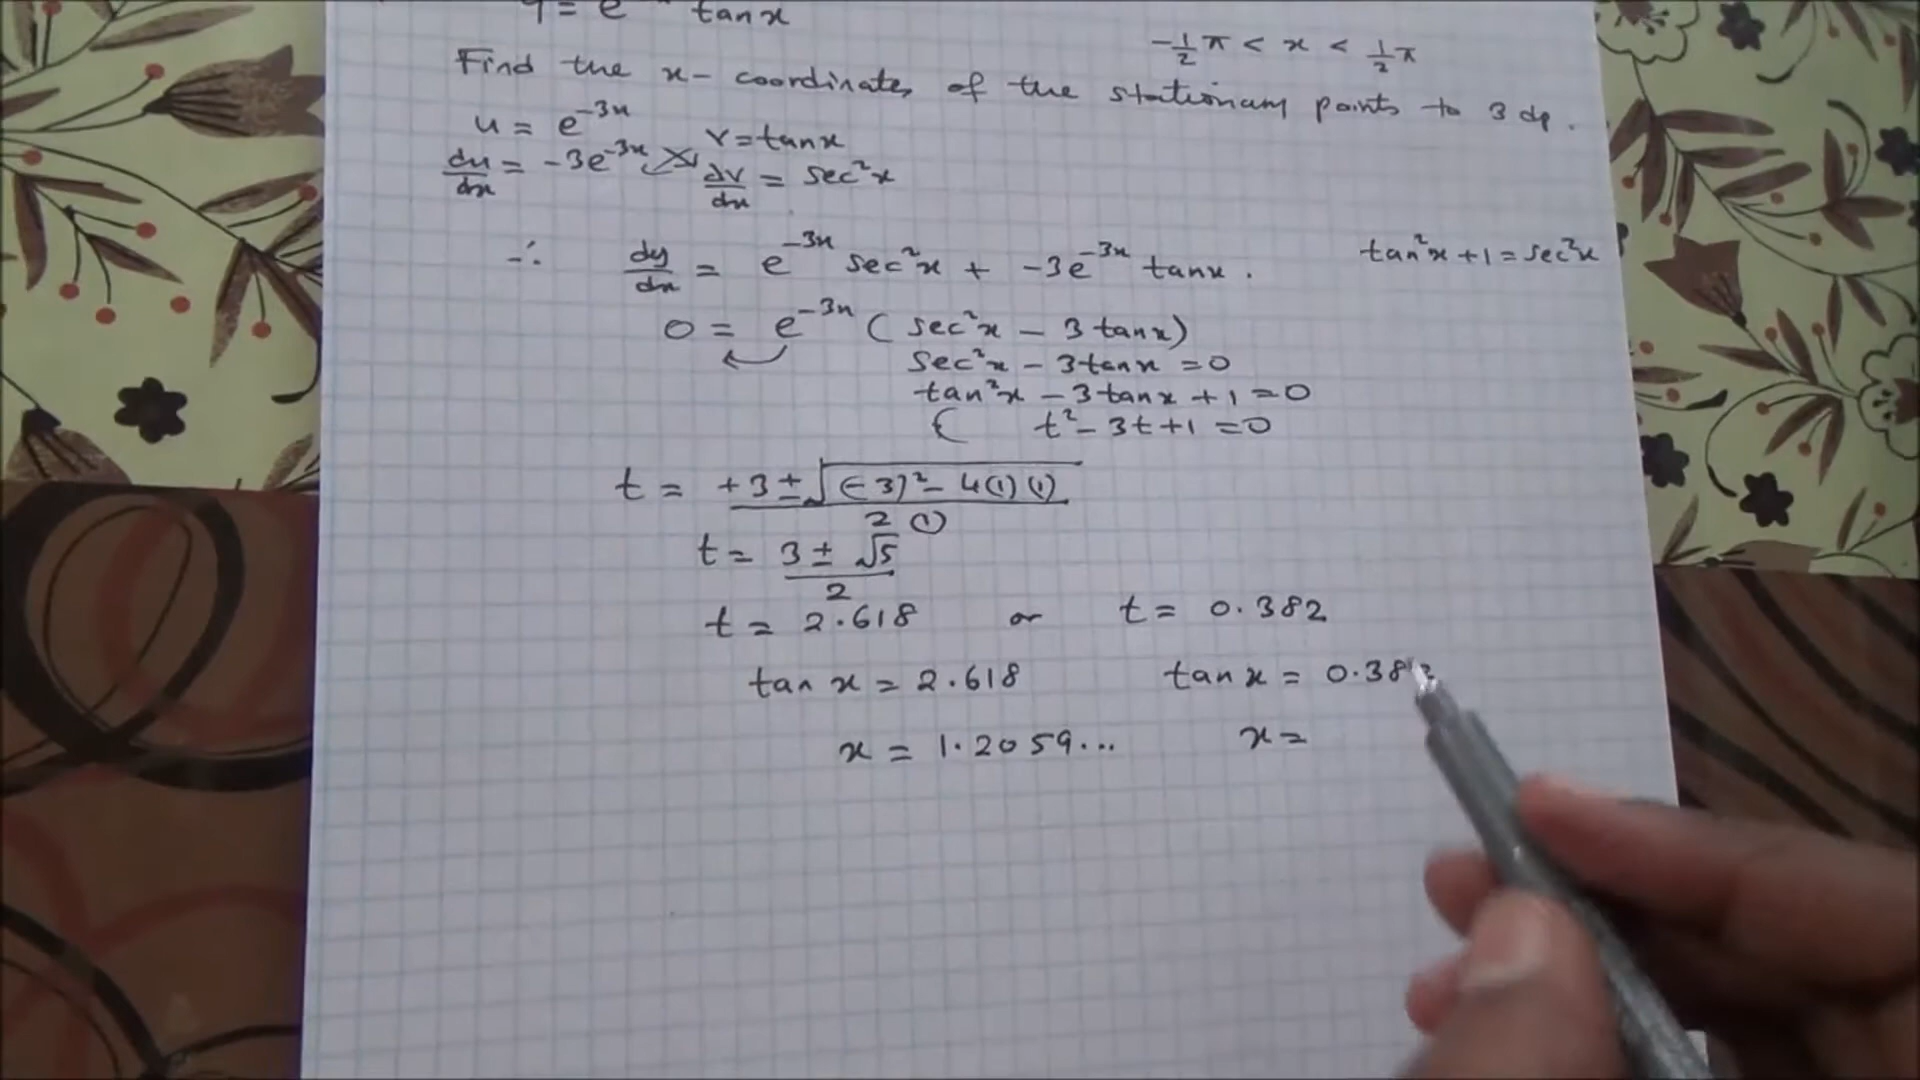 y = e tan x
-1/2 π < x < 1/2 π
Find the x-coordinates of the stationary points to 3 dp.
u = e^-3x v = tan x
du/dx = -3e^-3x dv/dx = sec²x
∴ dy/dx = e^-3x sec²x + -3e^-3x tan x. tan²x + 1 = sec²x
0 = e^-3x ( sec²x - 3 tan x)
sec²x - 3 tan x = 0
tan²x - 3 tan x + 1 = 0
( t² - 3t + 1 = 0
t = +3 ± √(-3)² - 4(1)(1) / 2(1)
t = 3 ± √5 / 2
t = 2.618 or t = 0.382
tan x = 2.618 tan x = 0.382
x = 1.2059... x =